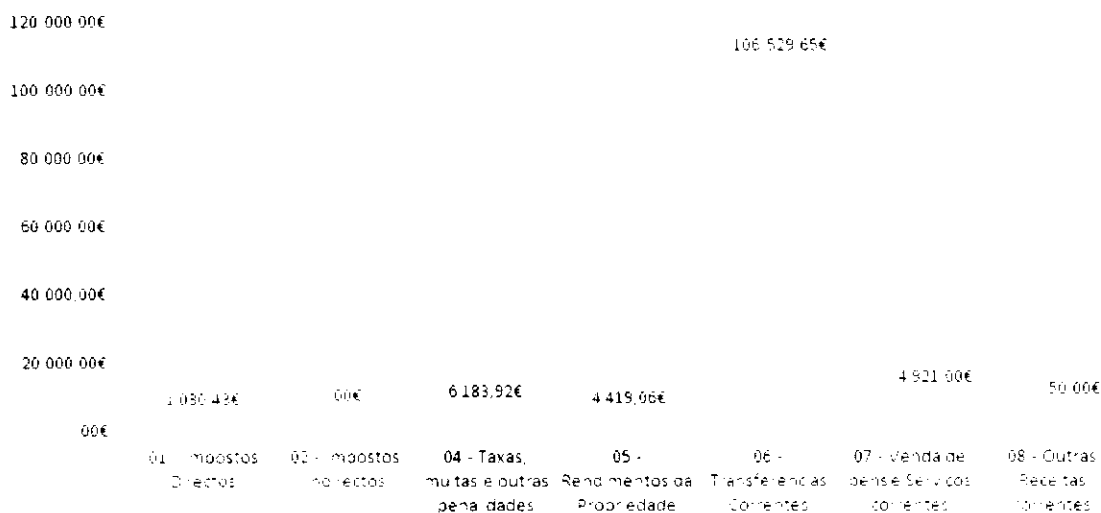 120 000,00€
106 529,65€
100 000,00€
80 000,00€
60 000,00€
40 000,00€
20 000,00€
4 921,00€
50,00€
6 183,92€
4 419,06€
00€
00€
01 - Impostos Directos
02 - Impostos Indirectos
04 - Taxas, multas e outras penalidades
05 - Rendimentos da Propriedade
06 - Transferências Correntes
07 - Venda de bens e Serviços correntes
08 - Outras Receitas correntes